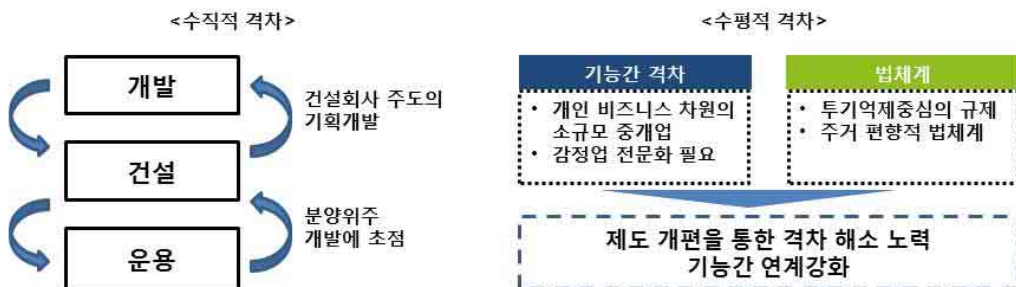 <수직적 격차>
개발
건설
운용
건설회사 주도의
기획개발
분양위주
개발에 초점
<수평적 격차>
기능간 격차
• 개인 비즈니스 차원의
소규모 중개업
• 감정업 전문화 필요
법체계
• 투기억제중심의 규제
• 주거 편향적 법체계
제도 개편을 통한 격차 해소 노력
기능간 연계강화